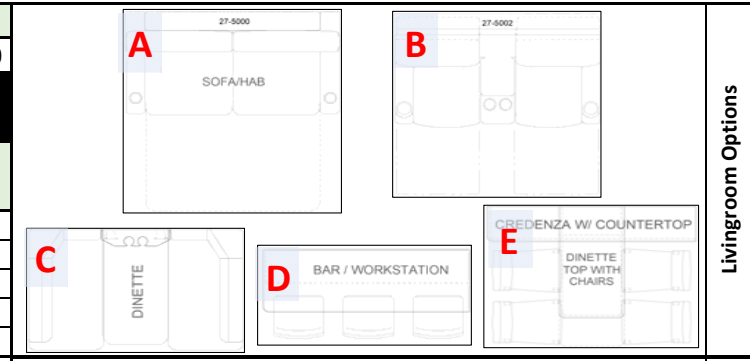 27-5000
A
SOFA/HAB
27-5002
B
C
DINETTE
D
BAR / WORKSTATION
E
CREDENZA W/ COUNTERTOP
DINETTE
TOP WITH
CHAIRS
Livingroom Options
)